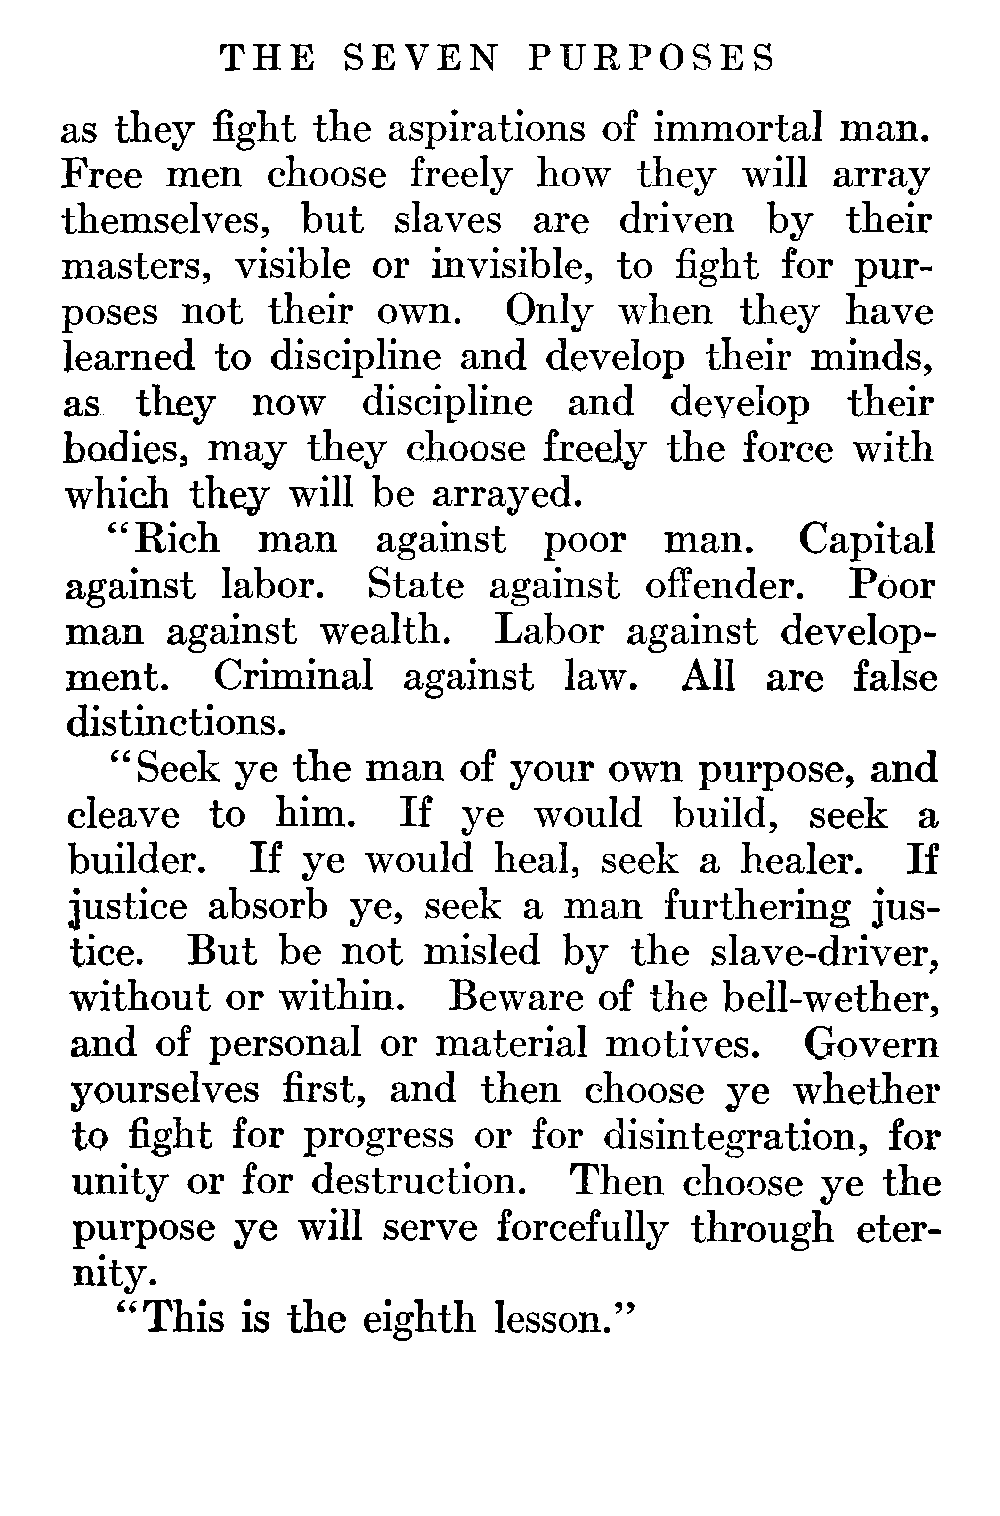 THE SEVEN PURPOSES
as they fight the aspirations of immortal man.
Free men choose freely how they will array
themselves, but slaves are driven by their
masters, visible or invisible, to fight for pur-
poses not their own. Only when they have
learned to discipline and develop their minds,
as they now discipline and develop their
bodies, may they choose freely the force with
which they will be arrayed.
“Rich man against poor man. Capital
against labor. State against offender. Poor
man against wealth. Labor against develop-
ment. Criminal against law. All are false
distinctions.
“Seek ye the man of your own purpose, and
cleave to him. If ye would build, seek a
builder. If ye would heal, seek a healer. If
justice absorb ye, seek a man furthering jus-
tice. But be not misled by the slave-driver,
without or within. Beware of the bell-wether,
and of personal or material motives. Govern
yourselves first, and then choose ye whether
to fight for progress or for disintegration, for
unity or for destruction. Then choose ye the
purpose ye will serve forcefully through eter-
nity.
“This is the eighth lesson.”